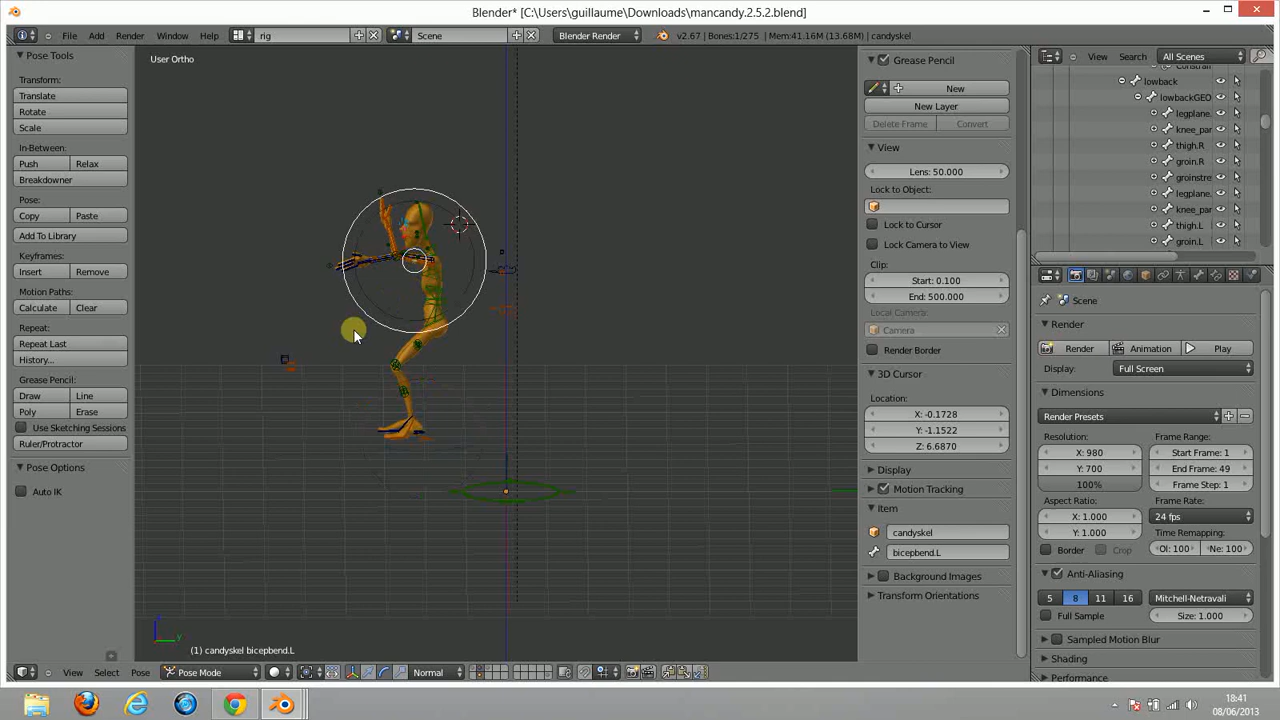 Blender* [C:\Users\guillaume\Downloads\mancandy.2.5.2.blend]
File Add Render Window Help rig Scene Blender Render v2.67 | Bones:1/275 | Mem:41.16M (13.68M) | candyskel
Pose Tools
Transform:
Translate
Rotate
Scale
In-Between:
Push Relax
Breakdowner
Pose:
Copy Paste
Add To Library
Keyframes:
Insert Remove
Motion Paths:
Calculate Clear
Repeat:
Repeat Last
History...
Grease Pencil:
Draw Line
Poly Erase
Use Sketching Sessions
Ruler/Protractor
Pose Options
Auto IK
User Ortho
z
y
(1) candyskel bicepbend.L
View Select Pose Pose Mode Normal
Grease Pencil
New
New Layer
Delete Frame Convert
View
Lens: 50.000
Lock to Object:
Lock to Cursor
Lock Camera to View
Clip:
Start: 0.100
End: 500.000
Local Camera:
Camera
Render Border
3D Cursor
Location:
X: -0.1728
Y: -1.1522
Z: 6.6870
Display
Motion Tracking
Item
candyskel
bicepbend.L
Background Images
Transform Orientations
View Search All Scenes
lowback
lowbackGEO
legplane.
knee_par
thigh.R
groin.R
groinstre
legplane.
knee_par
thigh.L
groin.L
Scene
Render
Render Animation Play
Display: Full Screen
Dimensions
Render Presets
Resolution: Frame Range:
X: 980 Start Frame: 1
Y: 700 End Frame: 49
100% Frame Step: 1
Aspect Ratio: Frame Rate:
X: 1.000 24 fps
Y: 1.000 Time Remapping:
Border Crop Ol: 100 Ne: 100
Anti-Aliasing
5 8 11 16 Mitchell-Netravali
Full Sample Size: 1.000
Sampled Motion Blur
Shading
Performance
18:41
08/06/2013